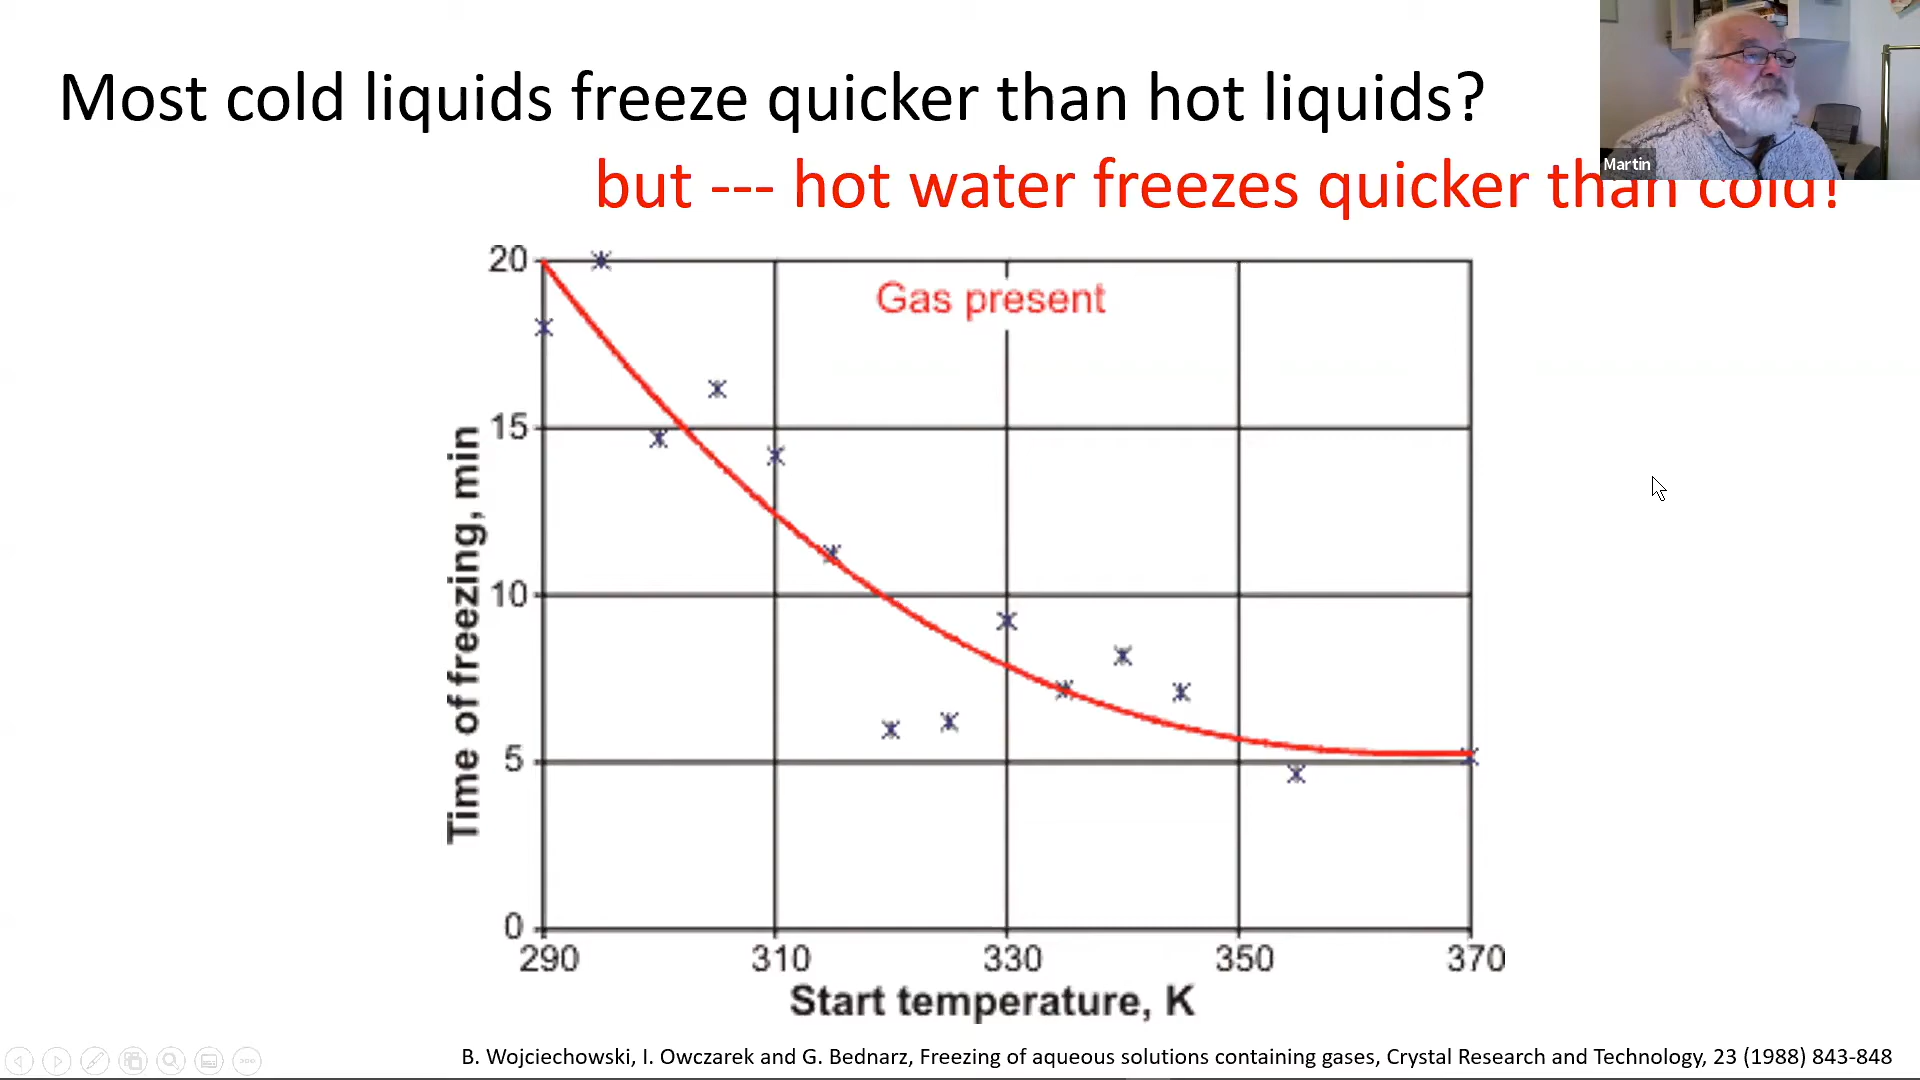 Most cold liquids freeze quicker than hot liquids?
Martin
but --- hot water freezes quicker than cold!
Gas present
20
15
10
5
0
Time of freezing, min
290 310 330 350 370
Start temperature, K
B. Wojciechowski, I. Owczarek and G. Bednarz, Freezing of aqueous solutions containing gases, Crystal Research and Technology, 23 (1988) 843-848